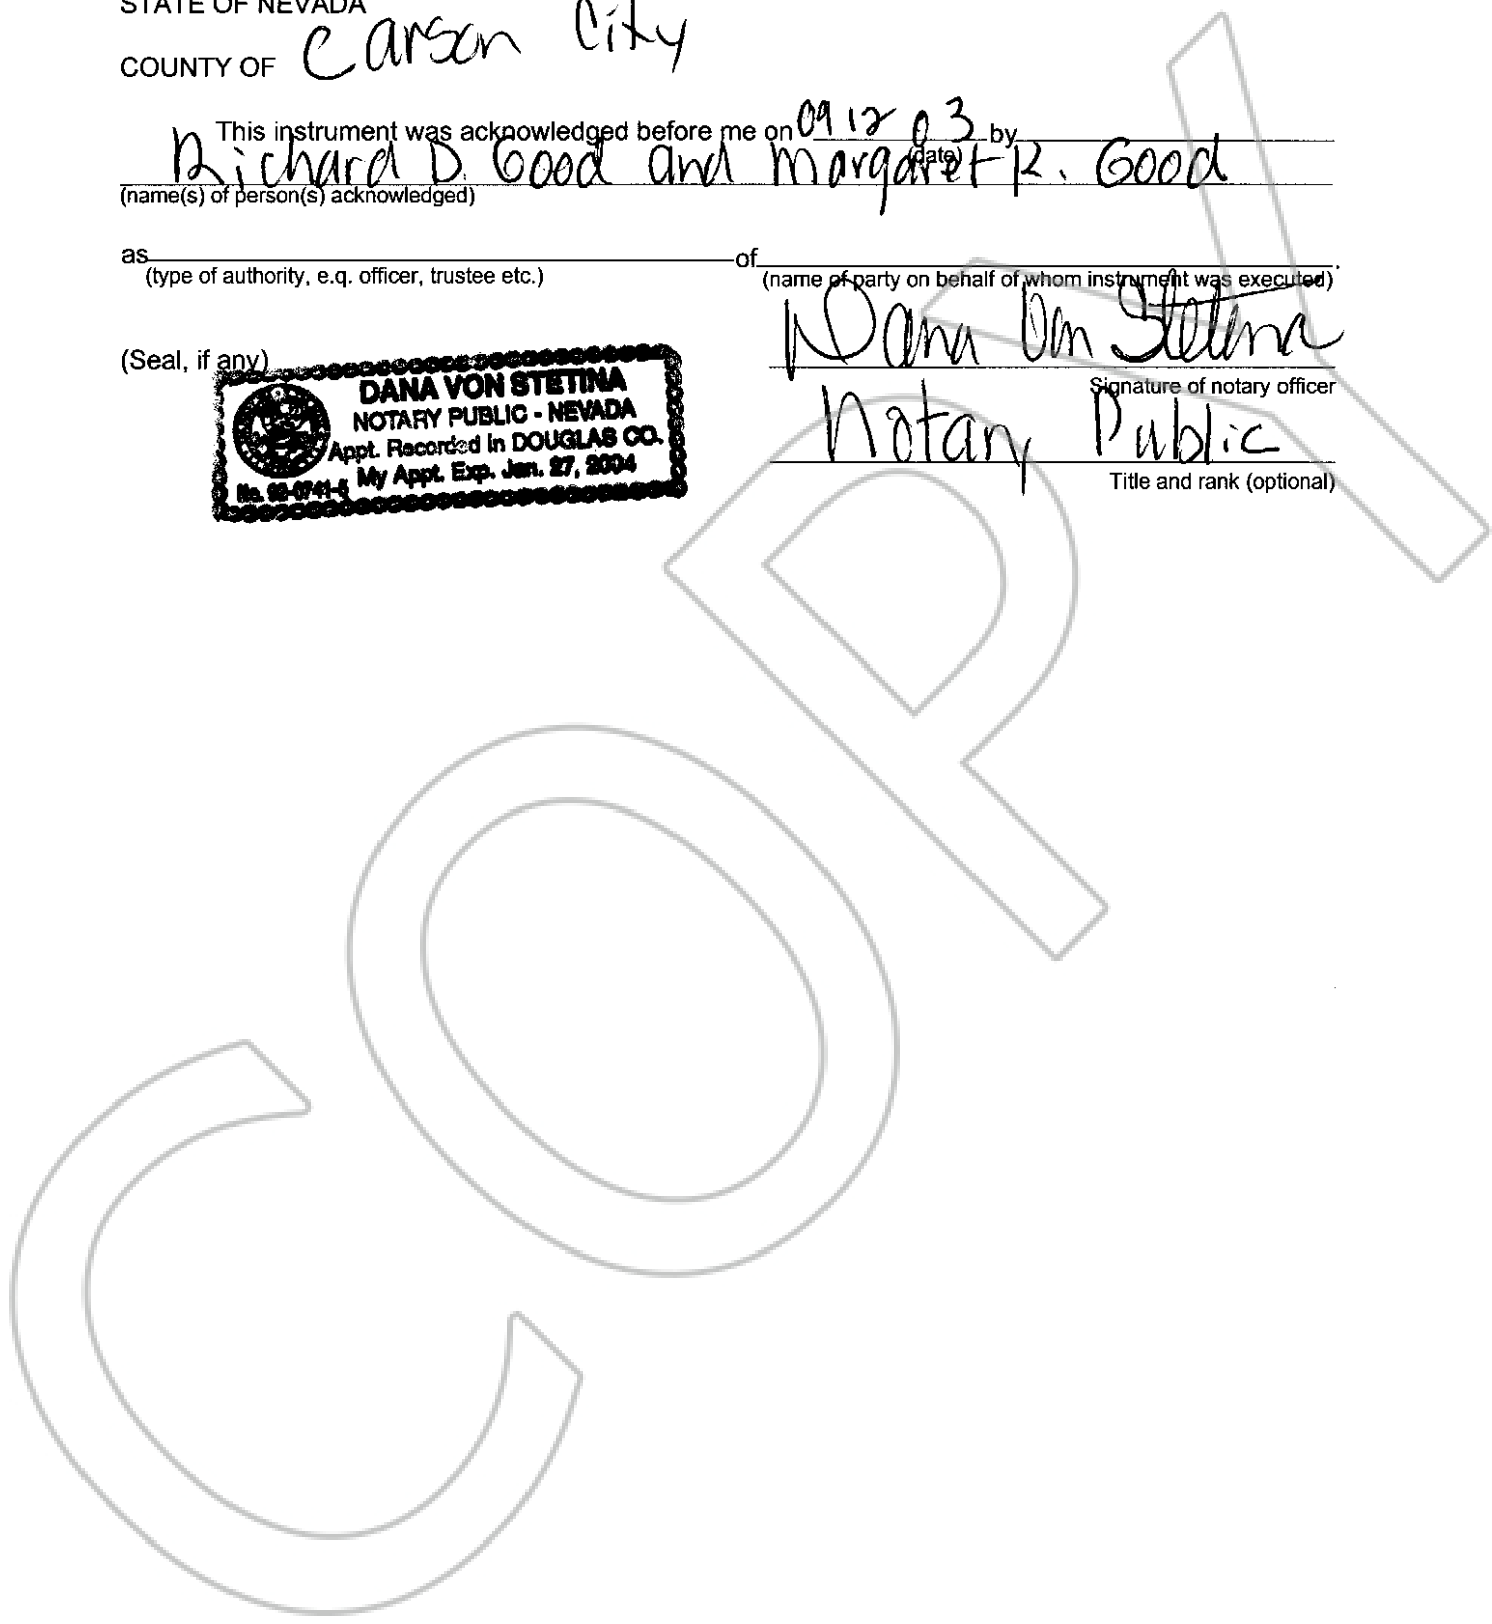 STATE OF NEVADA
COUNTY OF Carson City
This instrument was acknowledged before me on 09 12 03 by
(date)
Richard D. Good and Margaret R. Good
(name(s) of person(s) acknowledged)
as of
(type of authority, e.q. officer, trustee etc.) (name of party on behalf of whom instrument was executed)
Dana Von Stetina
(Seal, if any)
Signature of notary officer
Notary Public
Title and rank (optional)
DANA VON STETINA
NOTARY PUBLIC - NEVADA
Appt. Recorded in DOUGLAS CO.
My Appt. Exp. Jan. 27, 2004
COPY